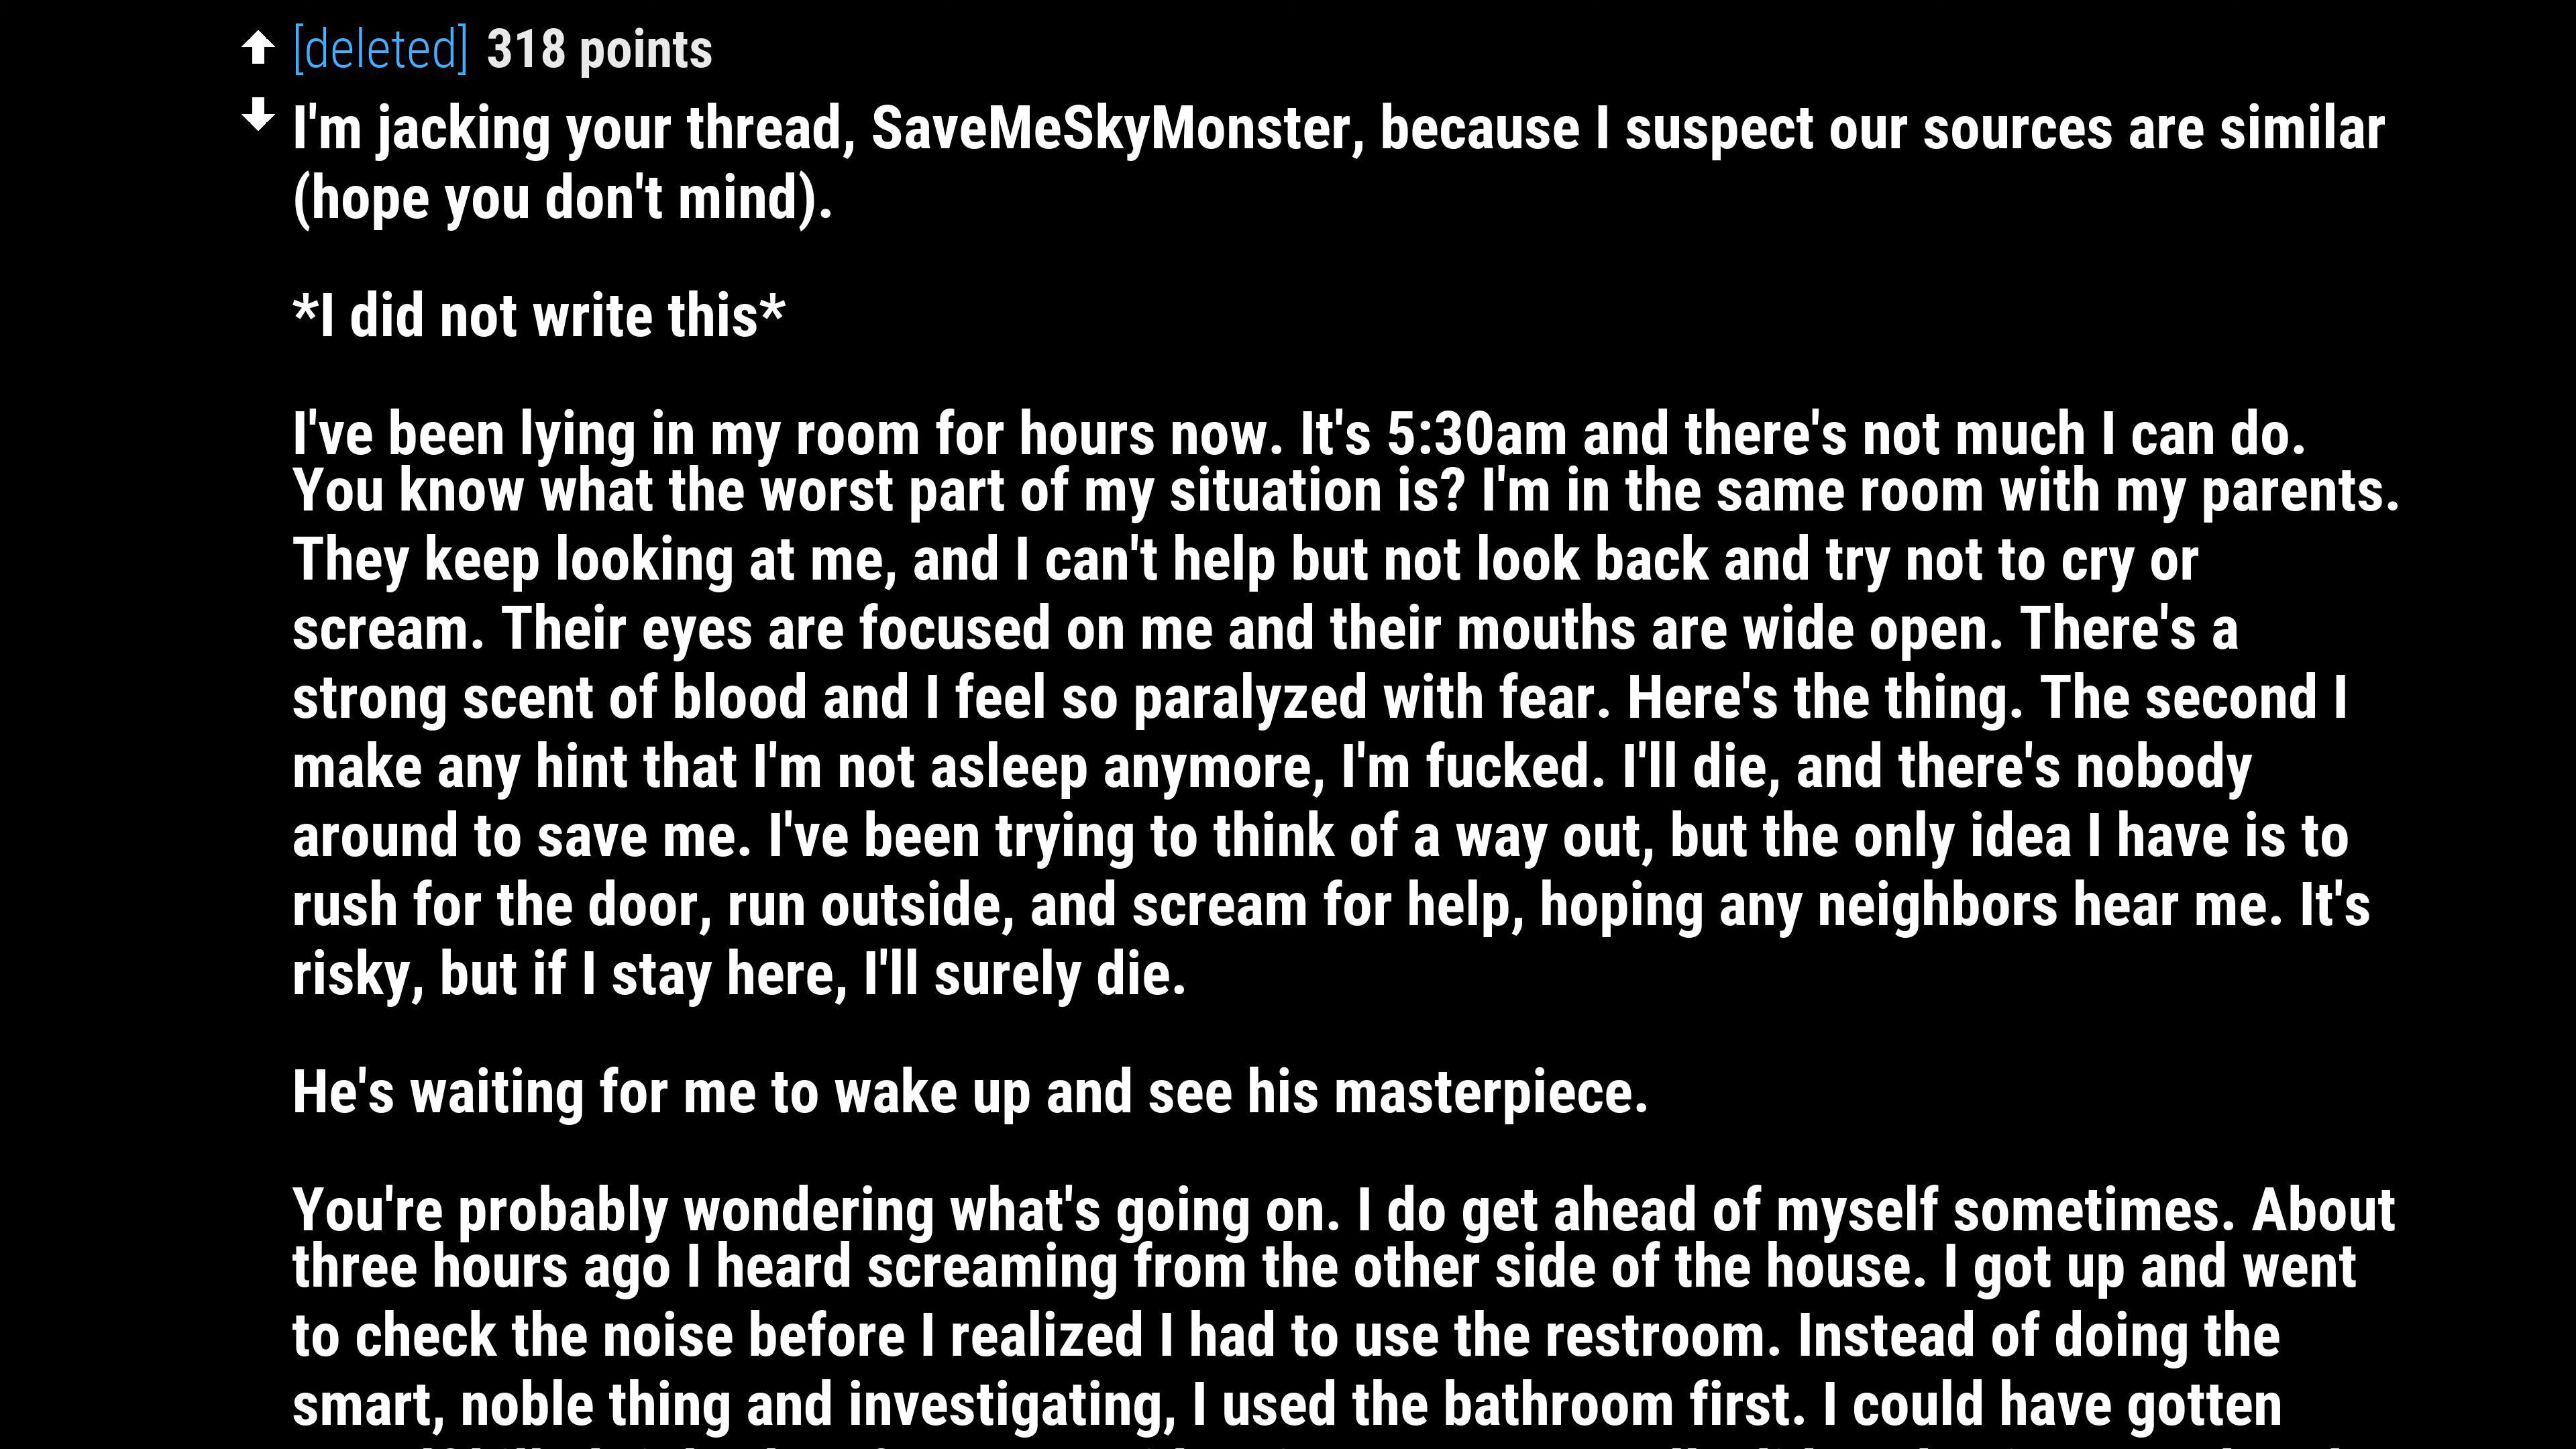 [deleted] 318 points
I'm jacking your thread, SaveMeSkyMonster, because I suspect our sources are similar
(hope you don't mind).
*I did not write this*
I've been lying in my room for hours now. It's 5:30am and there's not much I can do.
You know what the worst part of my situation is? I'm in the same room with my parents.
They keep looking at me, and I can't help but not look back and try not to cry or
scream. Their eyes are focused on me and their mouths are wide open. There's a
strong scent of blood and I feel so paralyzed with fear. Here's the thing. The second I
make any hint that I'm not asleep anymore, I'm fucked. I'll die, and there's nobody
around to save me. I've been trying to think of a way out, but the only idea I have is to
rush for the door, run outside, and scream for help, hoping any neighbors hear me. It's
risky, but if I stay here, I'll surely die.
He's waiting for me to wake up and see his masterpiece.
You're probably wondering what's going on. I do get ahead of myself sometimes. About
three hours ago I heard screaming from the other side of the house. I got up and went
to check the noise before I realized I had to use the restroom. Instead of doing the
smart, noble thing and investigating, I used the bathroom first. I could have gotten